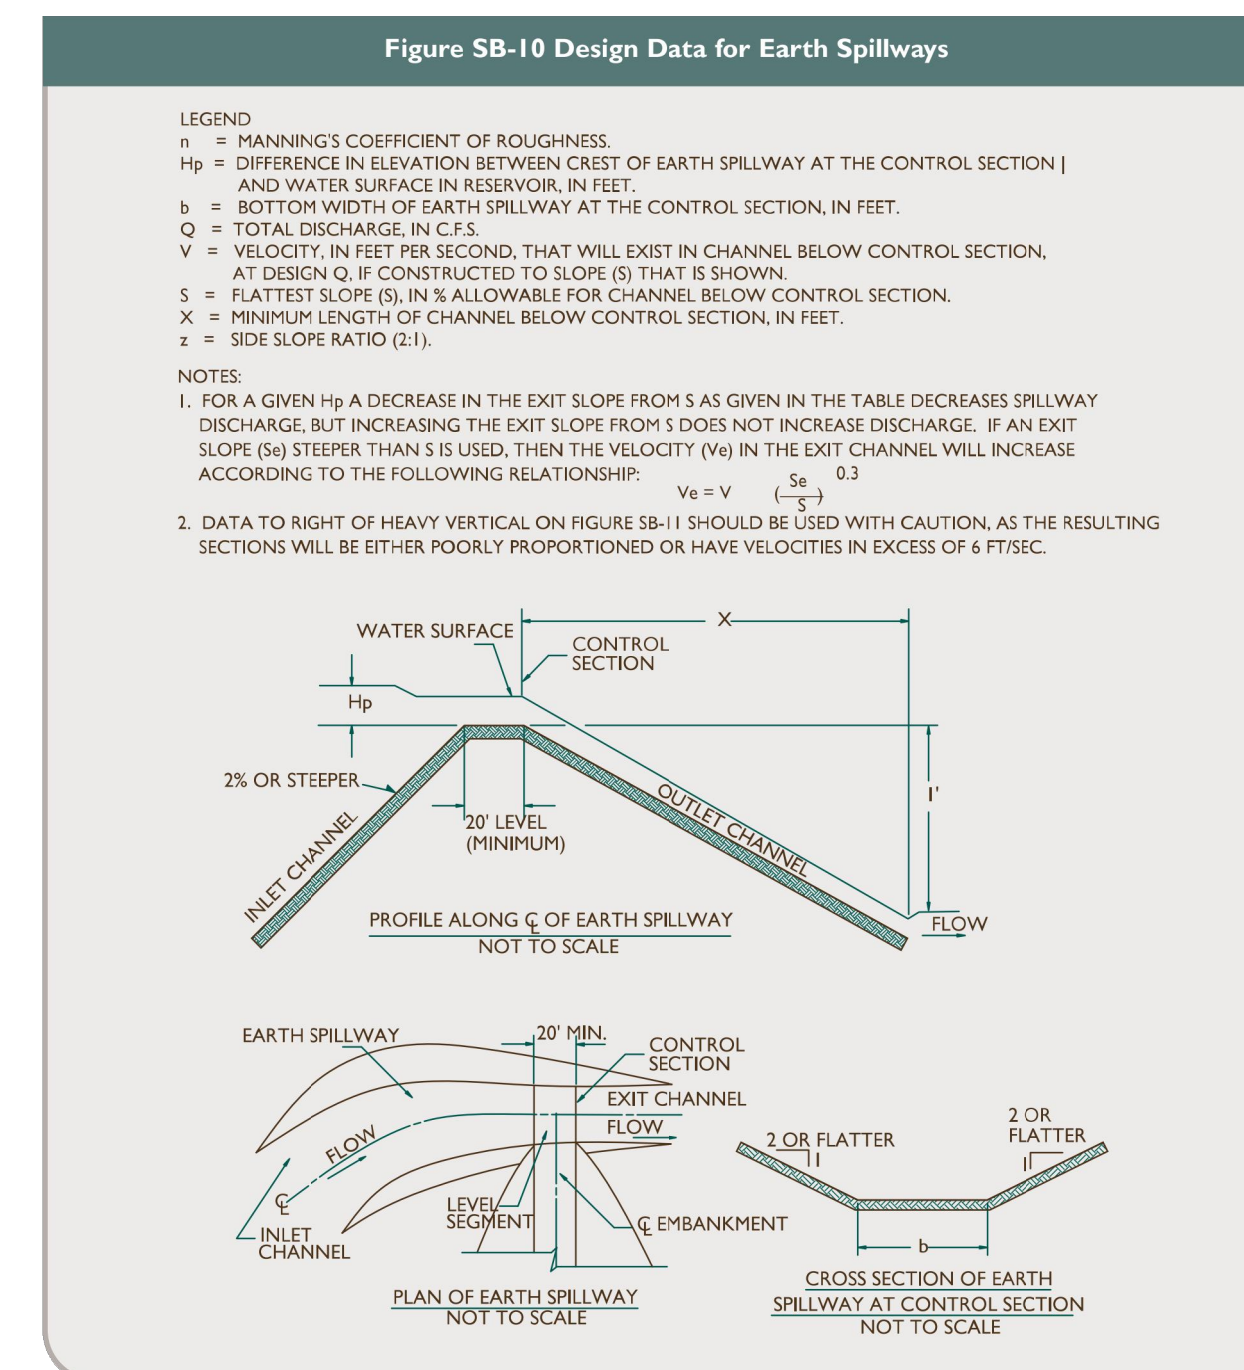 Figure SB-10 Design Data for Earth Spillways
LEGEND
n = MANNING'S COEFFICIENT OF ROUGHNESS.
Hp = DIFFERENCE IN ELEVATION BETWEEN CREST OF EARTH SPILLWAY AT THE CONTROL SECTION |
AND WATER SURFACE IN RESERVOIR, IN FEET.
b = BOTTOM WIDTH OF EARTH SPILLWAY AT THE CONTROL SECTION, IN FEET.
Q = TOTAL DISCHARGE, IN C.F.S.
V = VELOCITY, IN FEET PER SECOND, THAT WILL EXIST IN CHANNEL BELOW CONTROL SECTION,
AT DESIGN Q, IF CONSTRUCTED TO SLOPE (S) THAT IS SHOWN.
S = FLATTEST SLOPE (S), IN % ALLOWABLE FOR CHANNEL BELOW CONTROL SECTION.
X = MINIMUM LENGTH OF CHANNEL BELOW CONTROL SECTION, IN FEET.
z = SIDE SLOPE RATIO (2:1).
NOTES:
1. FOR A GIVEN Hp A DECREASE IN THE EXIT SLOPE FROM S AS GIVEN IN THE TABLE DECREASES SPILLWAY
DISCHARGE, BUT INCREASING THE EXIT SLOPE FROM S DOES NOT INCREASE DISCHARGE. IF AN EXIT
SLOPE (Se) STEEPER THAN S IS USED, THEN THE VELOCITY (Ve) IN THE EXIT CHANNEL WILL INCREASE
ACCORDING TO THE FOLLOWING RELATIONSHIP:
Ve = V (Se/S) 0.3
2. DATA TO RIGHT OF HEAVY VERTICAL ON FIGURE SB-11 SHOULD BE USED WITH CAUTION, AS THE RESULTING
SECTIONS WILL BE EITHER POORLY PROPORTIONED OR HAVE VELOCITIES IN EXCESS OF 6 FT/SEC.
X
WATER SURFACE
CONTROL
SECTION
Hp
2% OR STEEPER
1'
20' LEVEL
(MINIMUM)
INLET CHANNEL
OUTLET CHANNEL
FLOW
PROFILE ALONG ℄ OF EARTH SPILLWAY
NOT TO SCALE
EARTH SPILLWAY
20' MIN.
CONTROL
SECTION
EXIT CHANNEL
FLOW
FLOW
℄
INLET
CHANNEL
LEVEL
SEGMENT
℄ EMBANKMENT
PLAN OF EARTH SPILLWAY
NOT TO SCALE
2 OR FLATTER
1
2 OR
FLATTER
1
b
CROSS SECTION OF EARTH
SPILLWAY AT CONTROL SECTION
NOT TO SCALE